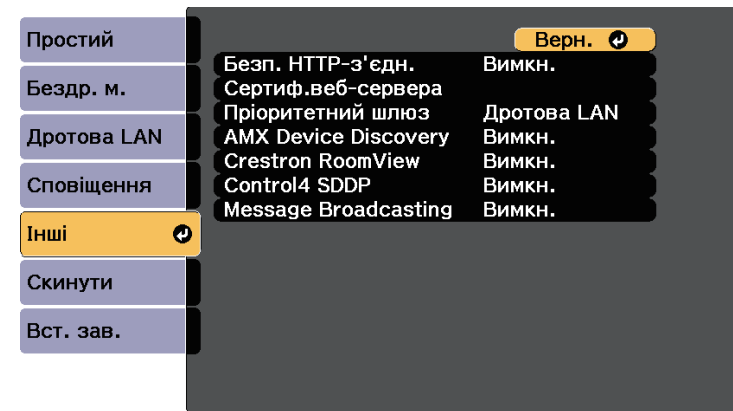 Простий
Бездр. м.
Дротова LAN
Сповіщення
Інші
Скинути
Вст. зав.
Верн.
Безп. HTTP-з'єдн. Вимкн.
Сертиф.веб-сервера
Пріоритетний шлюз Дротова LAN
AMX Device Discovery Вимкн.
Crestron RoomView Вимкн.
Control4 SDDP Вимкн.
Message Broadcasting Вимкн.